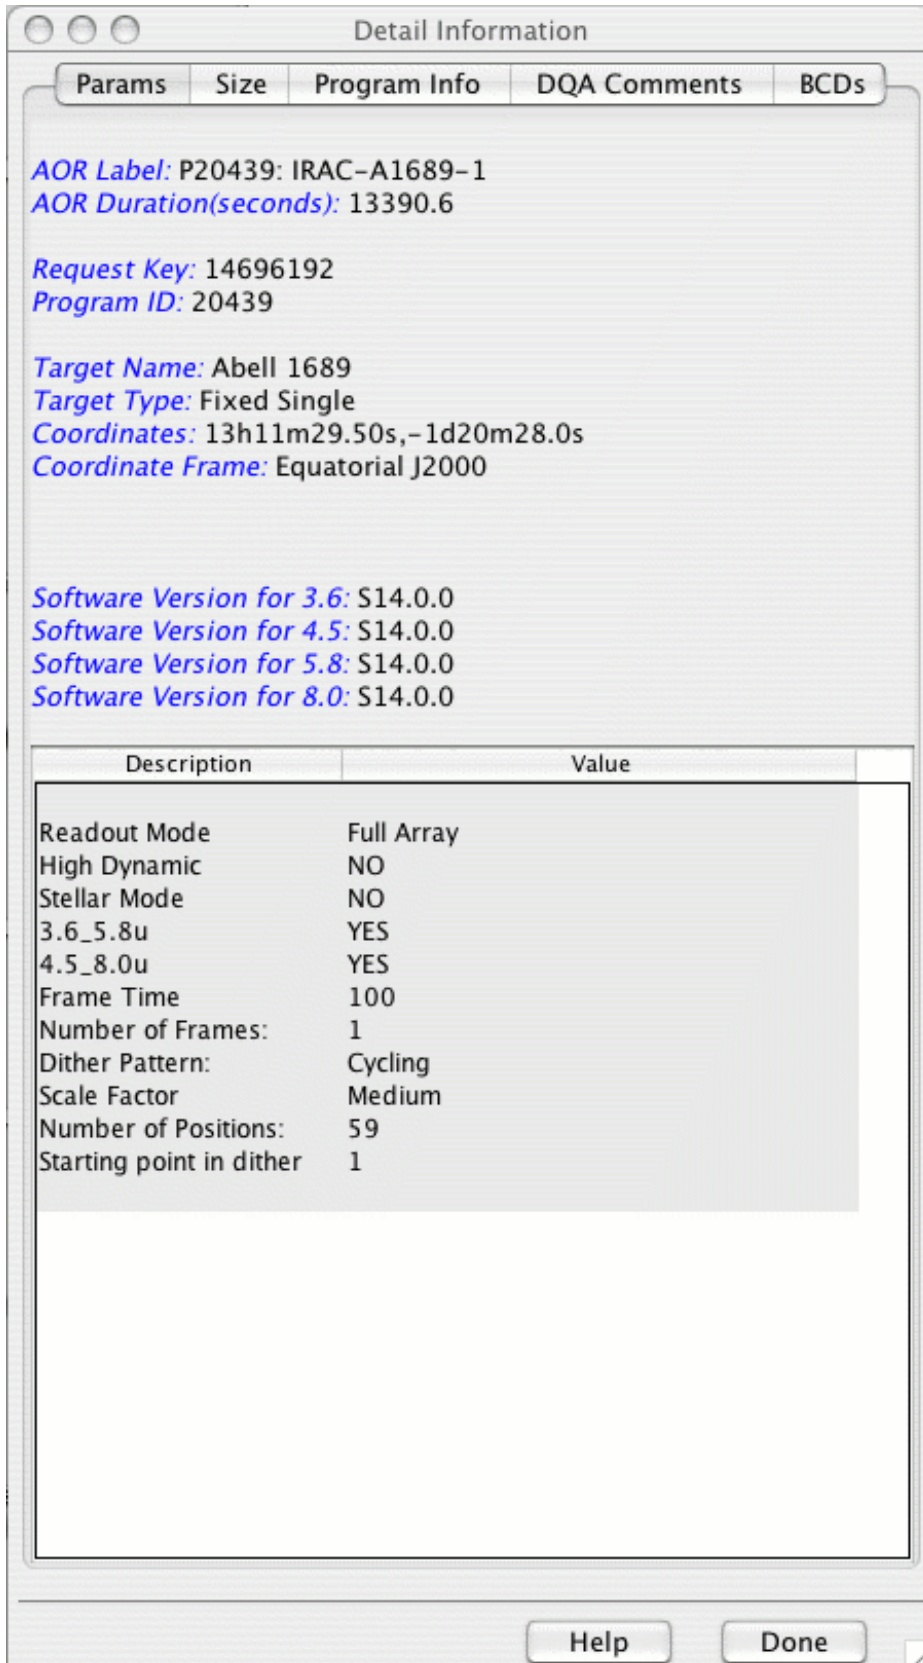 Detail Information
Params Size Program Info DQA Comments BCDs
AOR Label: P20439: IRAC-A1689-1
AOR Duration(seconds): 13390.6
Request Key: 14696192
Program ID: 20439
Target Name: Abell 1689
Target Type: Fixed Single
Coordinates: 13h11m29.50s,-1d20m28.0s
Coordinate Frame: Equatorial J2000
Software Version for 3.6: S14.0.0
Software Version for 4.5: S14.0.0
Software Version for 5.8: S14.0.0
Software Version for 8.0: S14.0.0
Description Value
Readout Mode Full Array
High Dynamic NO
Stellar Mode NO
3.6_5.8u YES
4.5_8.0u YES
Frame Time 100
Number of Frames: 1
Dither Pattern: Cycling
Scale Factor Medium
Number of Positions: 59
Starting point in dither 1
Help Done